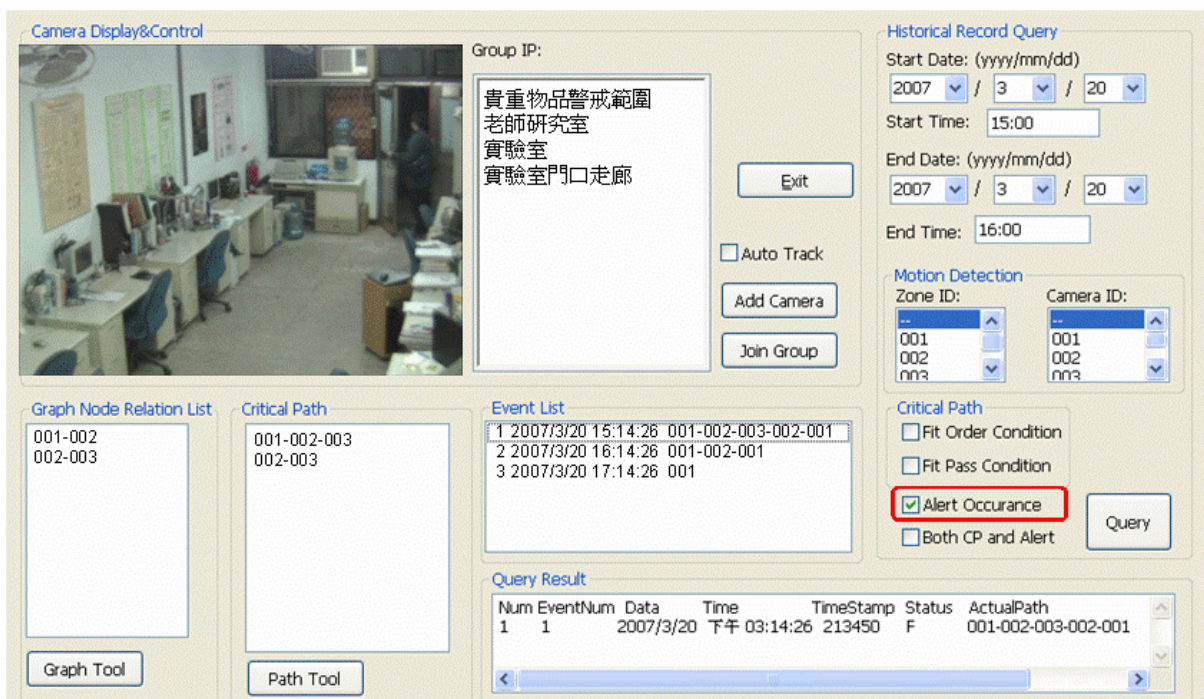 Camera Display&Control
Group IP:
貴重物品警戒範圍
老師研究室
實驗室
實驗室門口走廊
Exit
Auto Track
Add Camera
Join Group
Historical Record Query
Start Date: (yyyy/mm/dd)
2007 / 3 / 20
Start Time: 15:00
End Date: (yyyy/mm/dd)
2007 / 3 / 20
End Time: 16:00
Motion Detection
Zone ID: Camera ID:
-- --
001 001
002 002
003 003
Graph Node Relation List
001-002
002-003
Graph Tool
Critical Path
001-002-003
002-003
Path Tool
Event List
1 2007/3/20 15:14:26 001-002-003-002-001
2 2007/3/20 16:14:26 001-002-001
3 2007/3/20 17:14:26 001
Critical Path
Fit Order Condition
Fit Pass Condition
Alert Occurance
Both CP and Alert
Query
Query Result
Num EventNum Data Time TimeStamp Status ActualPath
1 1 2007/3/20 下午 03:14:26 213450 F 001-002-003-002-001